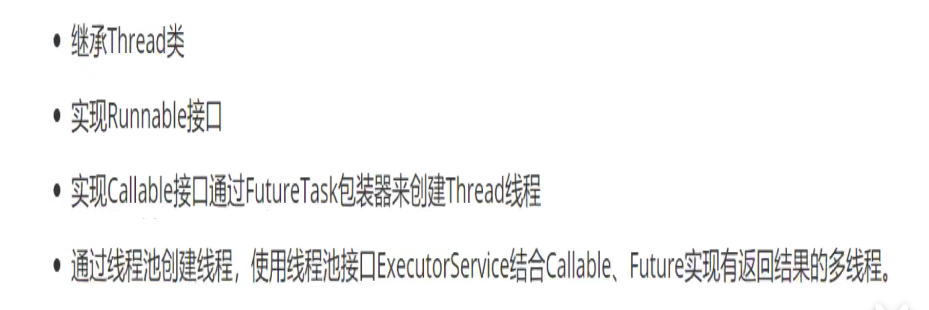 • 继承Thread类
• 实现Runnable接口
• 实现Callable接口通过FutureTask包装器来创建Thread线程
• 通过线程池创建线程，使用线程池接口ExecutorService结合Callable、Future实现有返回结果的多线程。